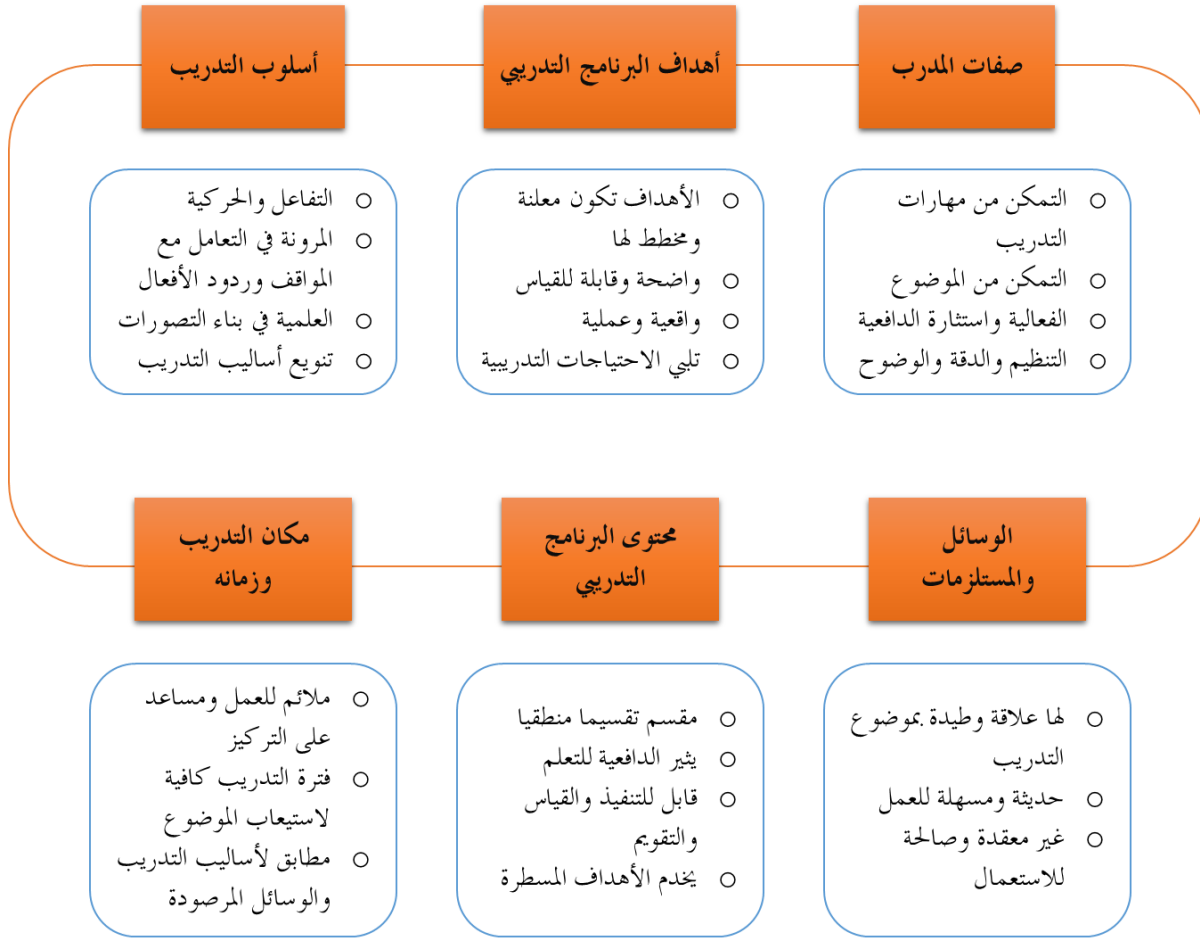 صفات المدرب
أهداف البرنامج التدريبي
أسلوب التدريب
التمكن من مهارات
التدريب
التمكن من الموضوع
الفعالية واستثارة الدافعية
التنظيم والدقة والوضوح
الأهداف تكون معلنة
ومخطط لها
واضحة وقابلة للقياس
واقعية وعملية
تلبي الاحتياجات التدريبية
التفاعل والحركية
المرونة في التعامل مع
المواقف وردود الأفعال
العلمية في بناء التصورات
تنويع أساليب التدريب
الوسائل
والمستلزمات
محتوى البرنامج
التدريبي
مكان التدريب
وزمانه
لها علاقة وطيدة بموضوع
التدريب
حديثة ومسهلة للعمل
غير معقدة وصالحة
للاستعمال
مقسم تقسيما منطقيا
يثير الدافعية للتعلم
قابل للتنفيذ والقياس
والتقويم
يخدم الأهداف المسطرة
ملائم للعمل ومساعد
على التركيز
فترة التدريب كافية
لاستيعاب الموضوع
مطابق لأساليب التدريب
والوسائل المرصودة